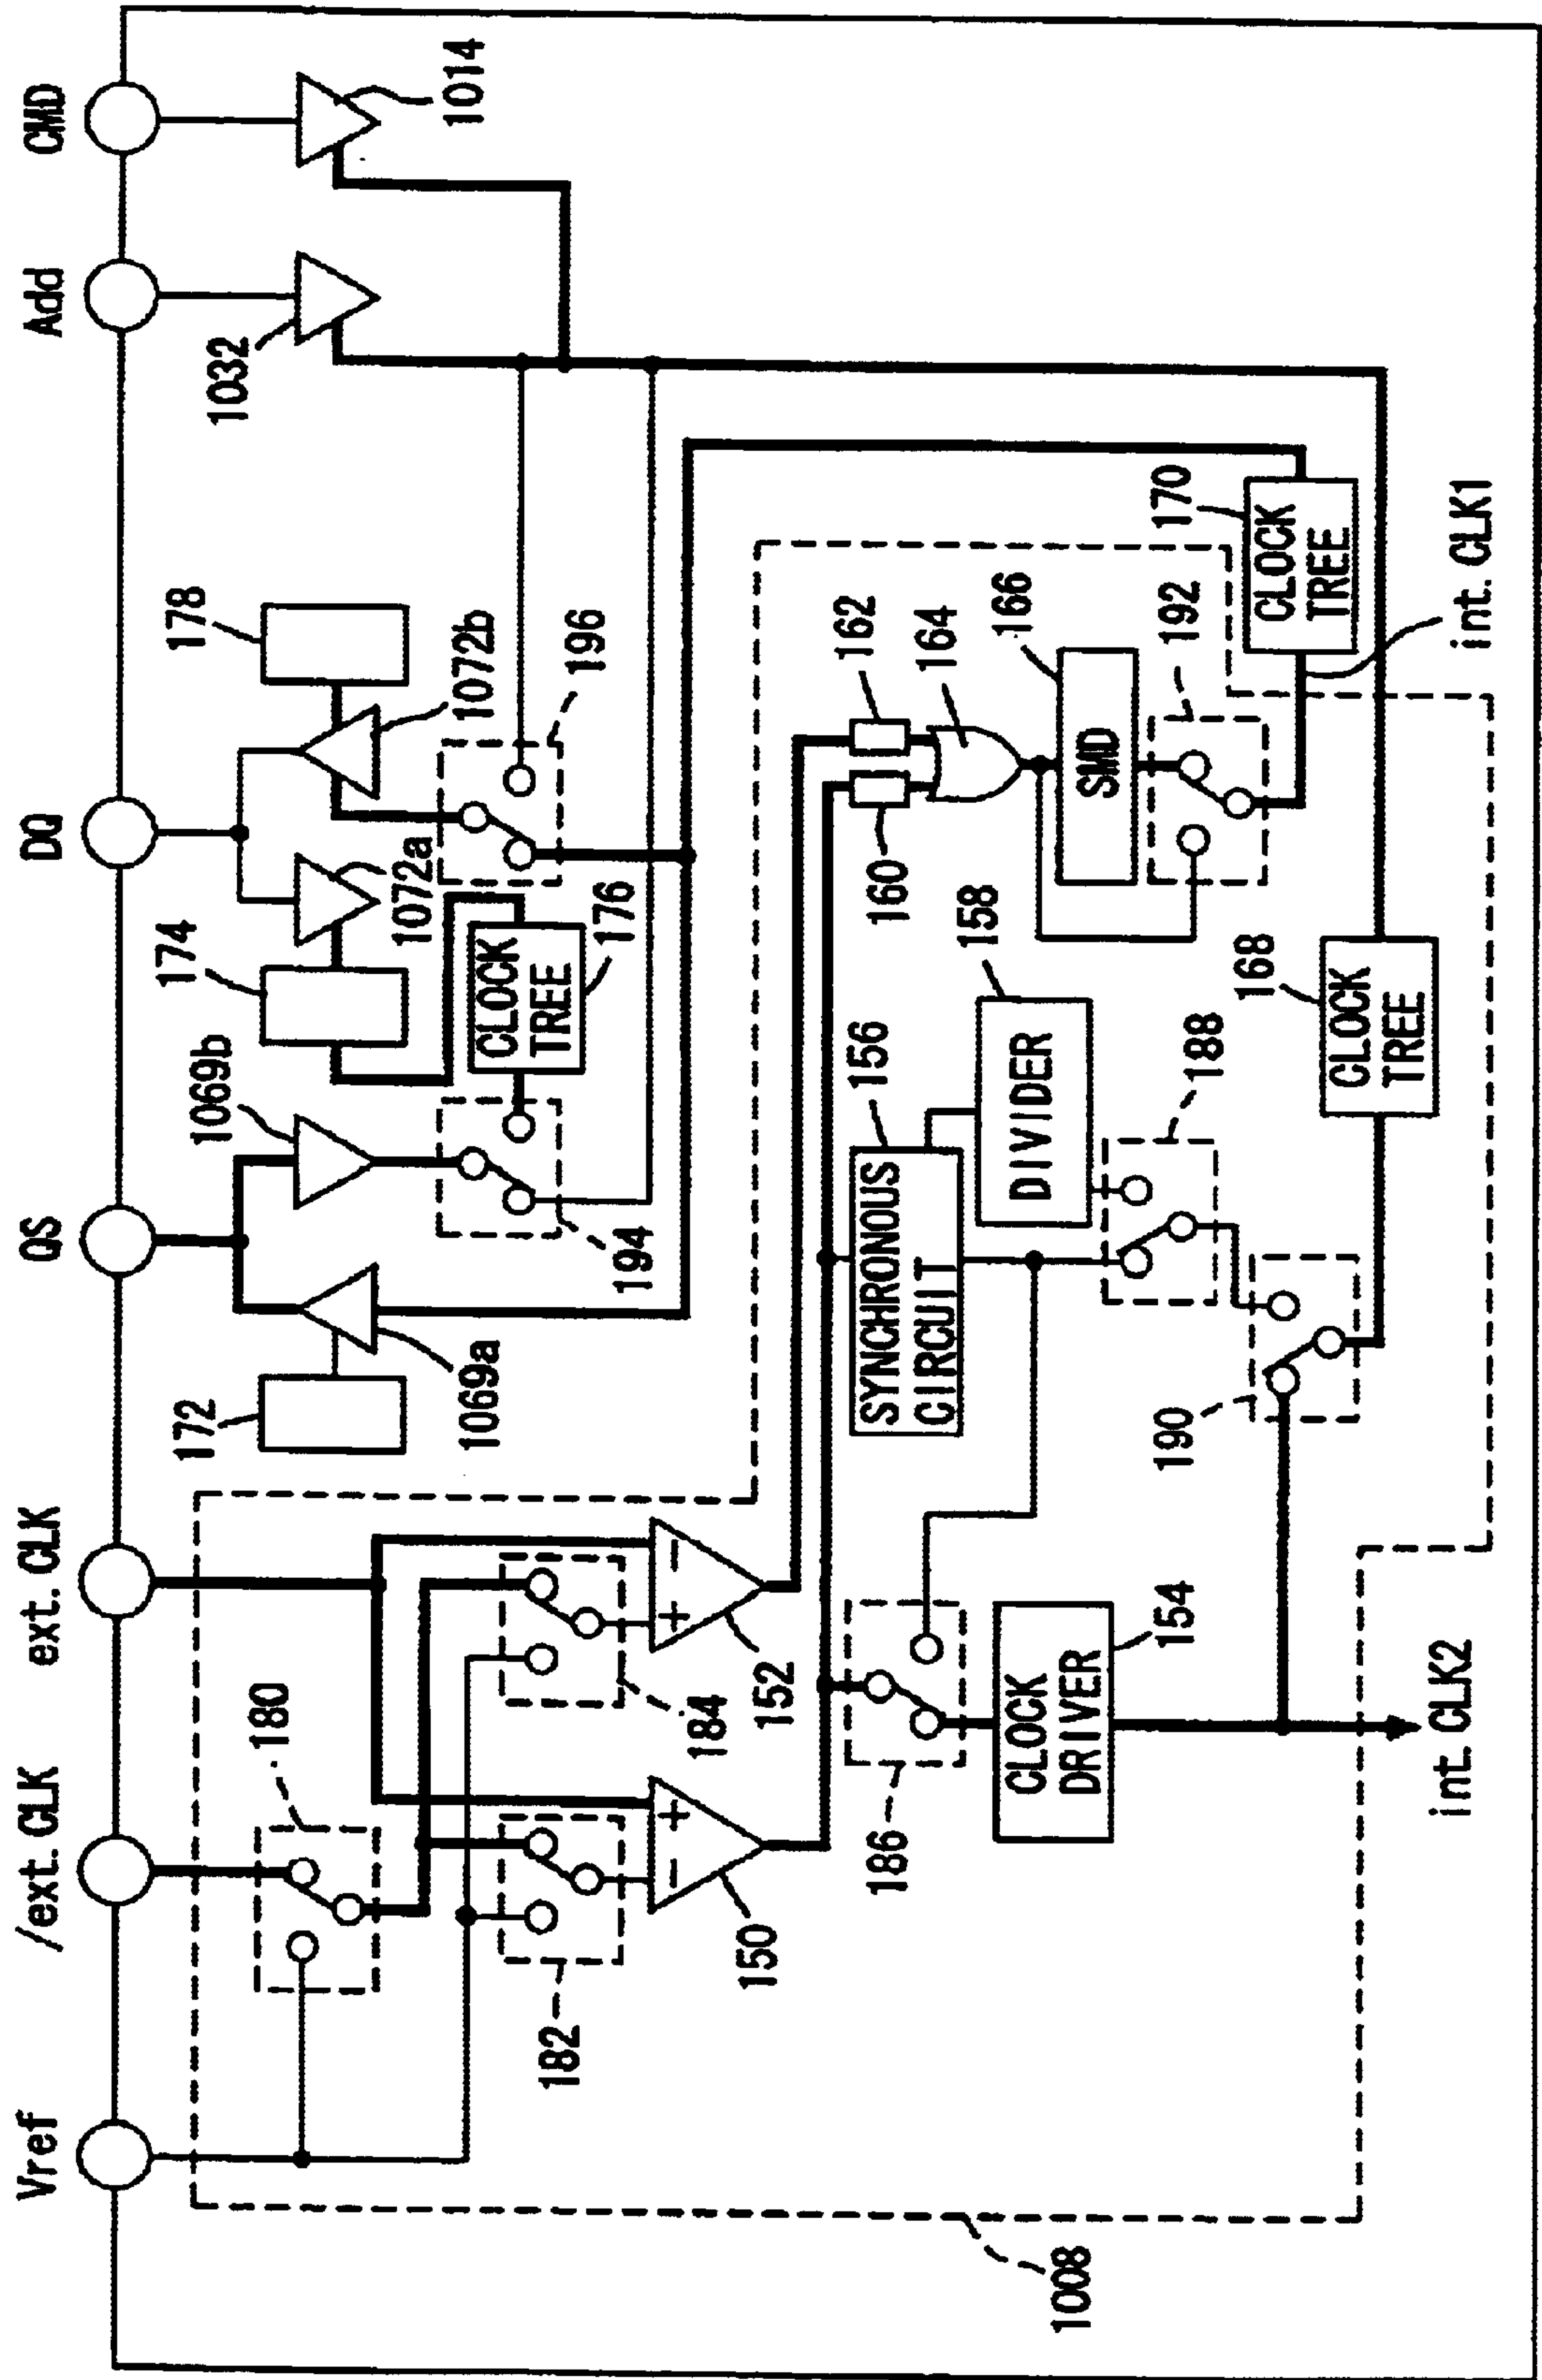 Vref
/ext.CLK
ext.CLK
QS
DQ
Add
CMD
172
1069a
1069b
174
1072a
178
1072b
1032
1014
180
194
CLOCK
TREE
176
196
182
184
150
152
186
SYNCHRONOUS
CIRCUIT
156
DIVIDER
158
160
162
164
SMD
166
192
CLOCK
TREE
170
CLOCK
DRIVER
154
188
190
CLOCK
TREE
168
int.CLK1
int.CLK2
1008